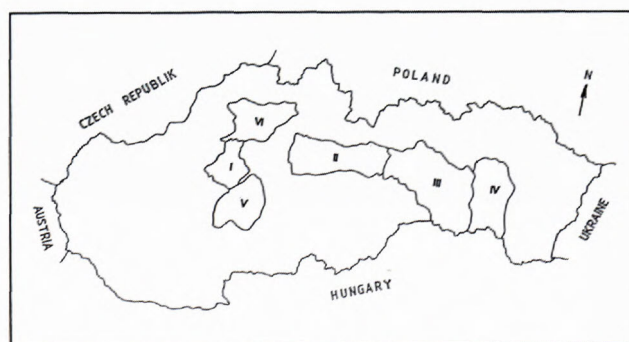 POLAND
N
CZECH REPUBLIK
VI
I
II
III
IV
V
AUSTRIA
UKRAINE
HUNGARY